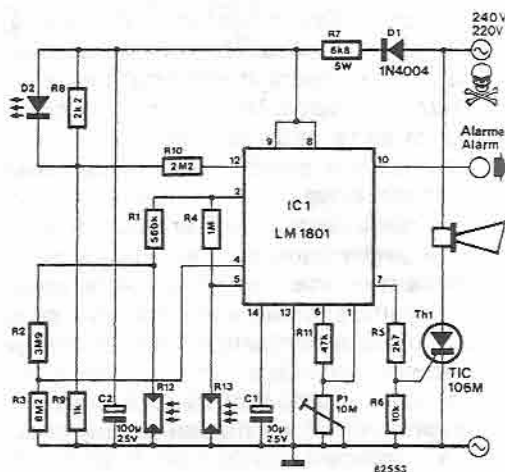 240V
220V
R7
6k8
5W
D1
1N4004
D2
R8
2k2
9
8
Alarme
Alarm
R10
2M2
12
10
IC1
LM 1801
2
R1
560k
R4
1M
4
5
7
14
13
6
1
R2
3M9
R11
47k
R5
2k7
Th1
TIC
106M
R3
8M2
R9
1k
C2
100µ
25V
R12
R13
C1
10µ
25V
P1
10M
R6
10k
82553